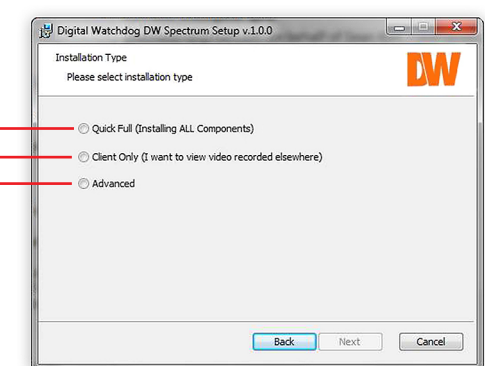 Digital Watchdog DW Spectrum Setup v.1.0.0
Installation Type
DW
Please select installation type
Quick Full (Installing ALL Components)
Client Only (I want to view video recorded elsewhere)
Advanced
Back Next Cancel